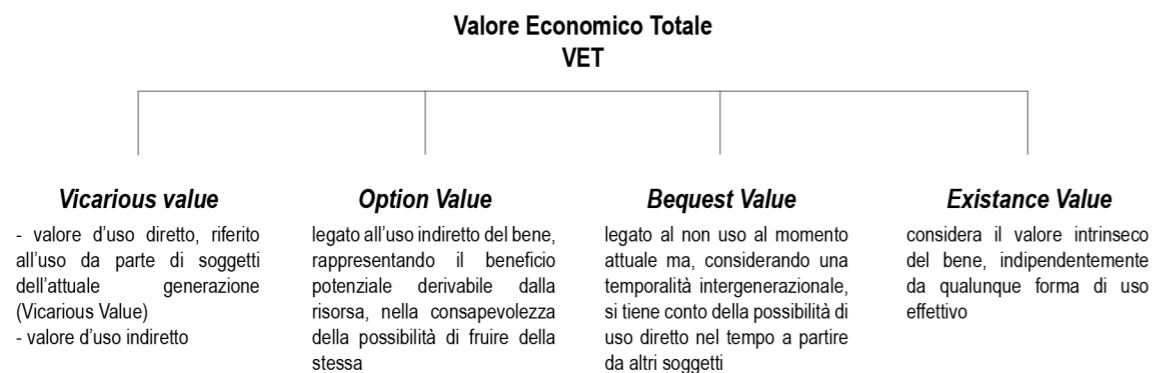 Valore Economico Totale
VET
Vicarious value
- valore d'uso diretto, riferito
all'uso da parte di soggetti
dell'attuale generazione
(Vicarious Value)
- valore d'uso indiretto
Option Value
legato all'uso indiretto del bene,
rappresentando il beneficio
potenziale derivabile dalla
risorsa, nella consapevolezza
della possibilità di fruire della
stessa
Bequest Value
legato al non uso al momento
attuale ma, considerando una
temporalità intergenerazionale,
si tiene conto della possibilità di
uso diretto nel tempo a partire
da altri soggetti
Existance Value
considera il valore intrinseco
del bene, indipendentemente
da qualunque forma di uso
effettivo